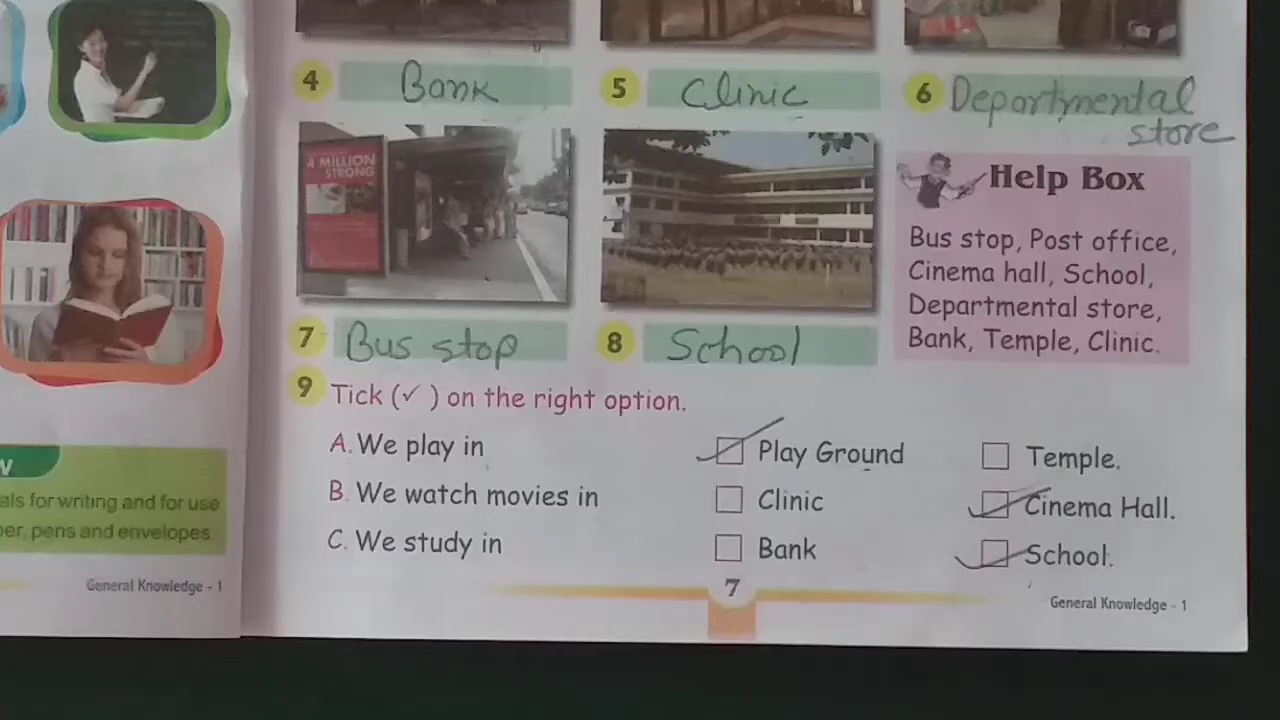 4 Bank
5 Clinic
6 Departmental
store
4 MILLION
STRONG
Help Box
Bus stop, Post office,
Cinema hall, School,
Departmental store,
Bank, Temple, Clinic.
7 Bus stop
8 School
9 Tick (✓ ) on the right option.
A. We play in Play Ground Temple.
B. We watch movies in Clinic Cinema Hall.
C. We study in Bank School.
7
General Knowledge - 1
als for writing and for use
er, pens and envelopes.
General Knowledge - 1